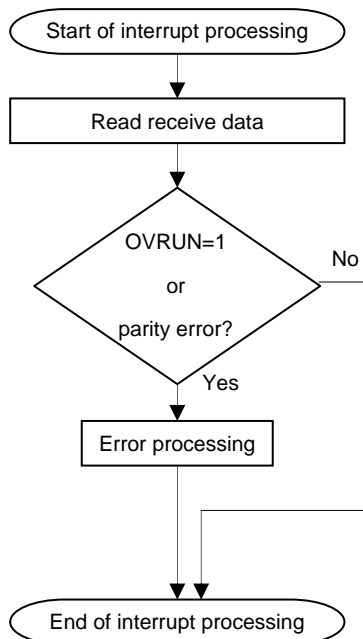 Start of interrupt processing
Read receive data
OVRUN=1
or
parity error?
No
Yes
Error processing
End of interrupt processing